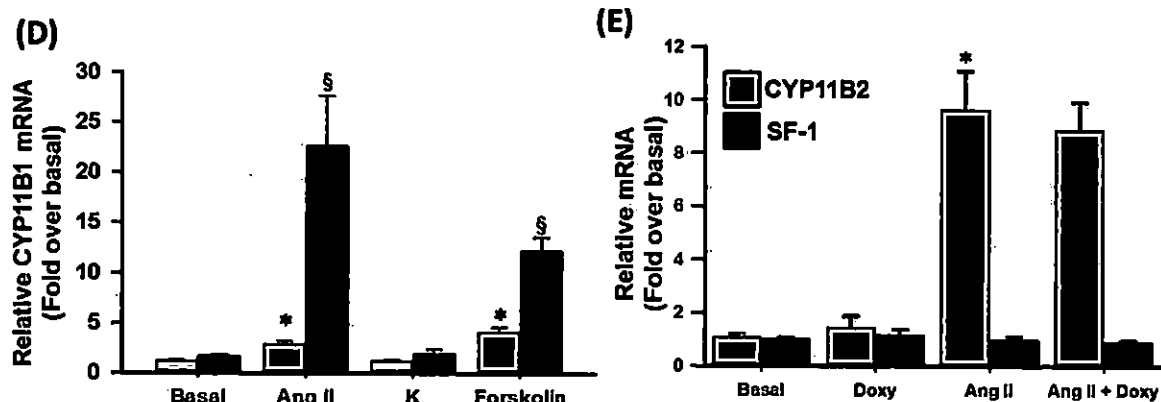 (D)
Relative CYP11B1 mRNA
(Fold over basal)
30
25
20
15
10
5
0
§
§
*
*
Basal Ang II K Forskolin
(E)
Relative mRNA
(Fold over basal)
12
10
8
6
4
2
0
CYP11B2
SF-1
*
Basal Doxy Ang II Ang II + Doxy